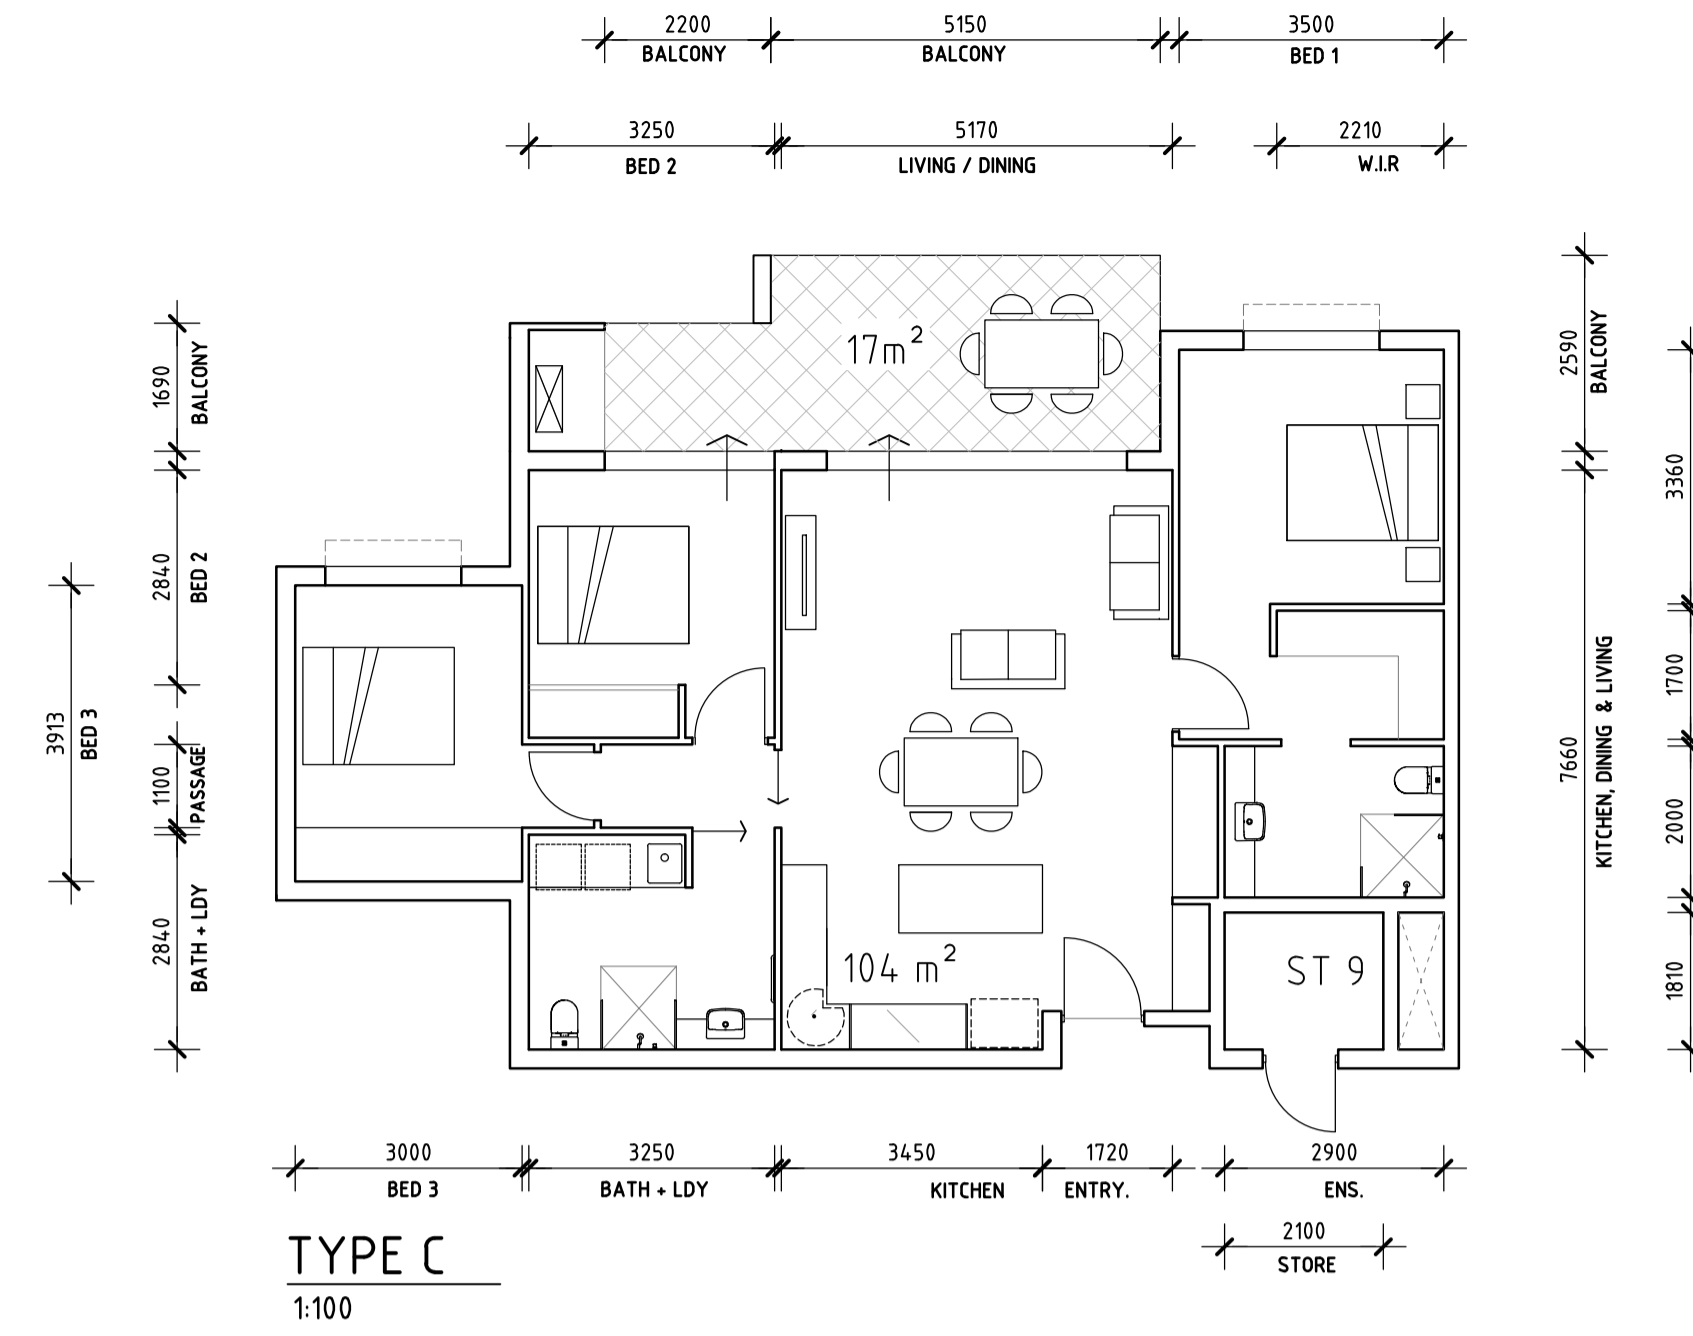 2200
BALCONY
5150
BALCONY
3500
BED 1
3250
BED 2
5170
LIVING / DINING
2210
W.I.R
1690
BALCONY
2840
BED 2
1100
PASSAGE
2840
BATH + LDY
3913
BED 3
17m²
104 m²
ST 9
2590
BALCONY
7660
KITCHEN, DINING & LIVING
3360
1700
2000
1810
3000
BED 3
3250
BATH + LDY
3450
KITCHEN
1720
ENTRY.
2900
ENS.
2100
STORE
TYPE C
1:100